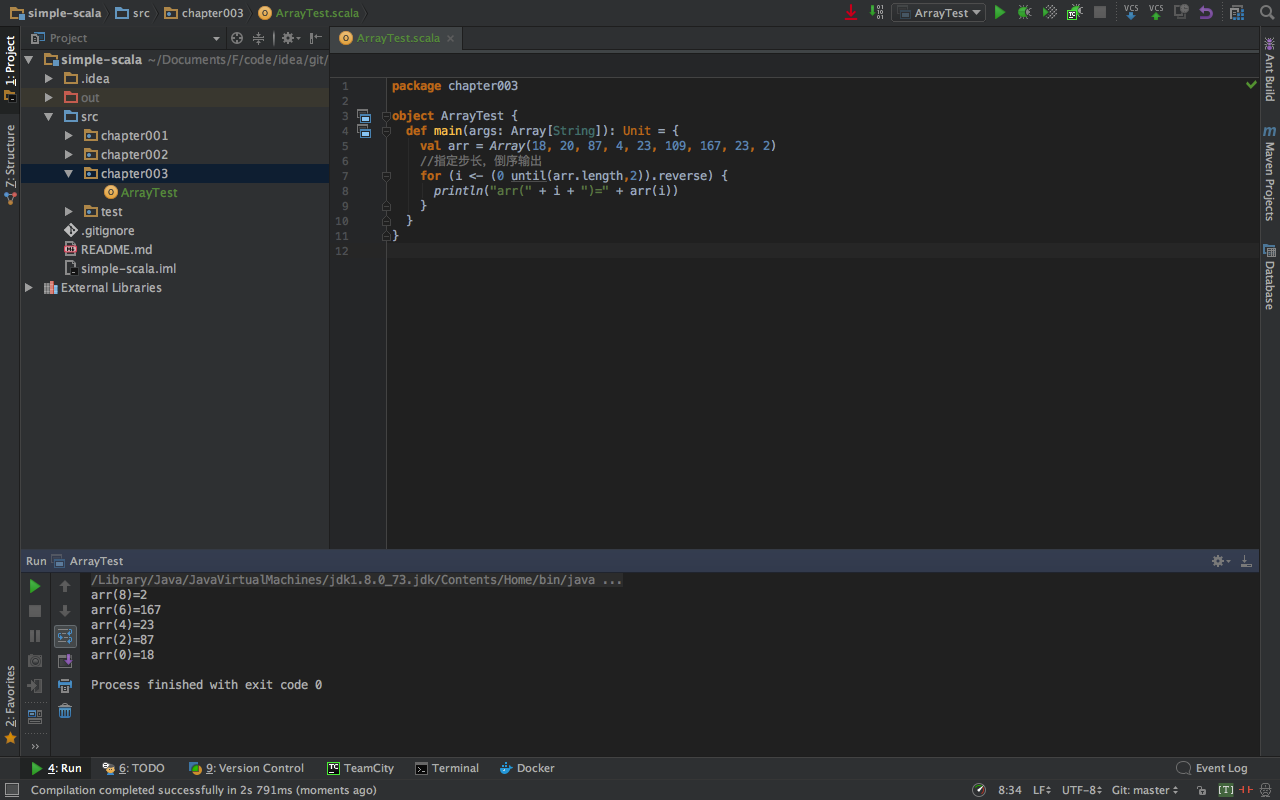 simple-scala src chapter003 ArrayTest.scala ArrayTest VCS VCS
Project ArrayTest.scala
simple-scala ~/Documents/F/code/idea/git/
.idea
out
src
chapter001
chapter002
chapter003
ArrayTest
test
.gitignore
README.md
simple-scala.iml
External Libraries
1: Project
7: Structure
2: Favorites
1 package chapter003
2
3 object ArrayTest {
4 def main(args: Array[String]): Unit = {
5 val arr = Array(18, 20, 87, 4, 23, 109, 167, 23, 2)
6 //指定步长，倒序输出
7 for (i <- (0 until(arr.length,2)).reverse) {
8 println("arr(" + i + ")=" + arr(i))
9 }
10 }
11 }
12
Ant Build
m Maven Projects
Database
Run ArrayTest
/Library/Java/JavaVirtualMachines/jdk1.8.0_73.jdk/Contents/Home/bin/java ...
arr(8)=2
arr(6)=167
arr(4)=23
arr(2)=87
arr(0)=18
Process finished with exit code 0
4: Run 6: TODO 9: Version Control TC TeamCity Terminal Docker Event Log
Compilation completed successfully in 2s 791ms (moments ago) 8:34 LF UTF-8 Git: master [T]